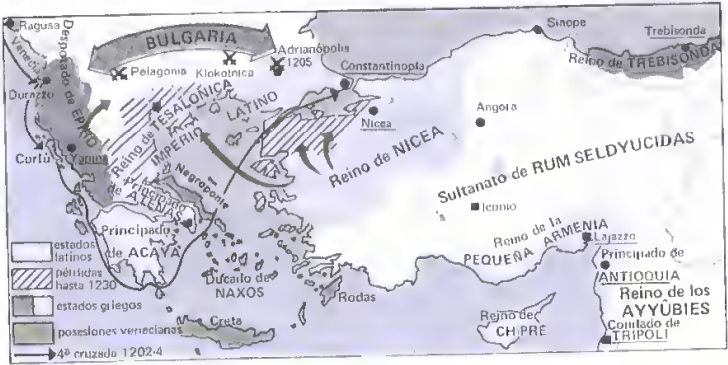 Ragusa
BULGARIA
Sinope
Trebisonda
Reino de TREBISONDA
Adrianópolis
1205
Constantinopla
Venecia
Despotado de EPIRO
Pelagonia
Klokotnica
Durazzo
Reino de TESALÓNICA
IMPERIO LATINO
Nicea
Angora
Reino de NICEA
Corfú
Yanina
Sultanato de RUM SELDYUCIDAS
Negroponte
Principado
de ATENAS
Iconio
Principado
de ACAYA
Reino de la
PEQUEÑA ARMENIA
Lajazzo
Principado de
ANTIOQUIA
Ducado de
NAXOS
Rodas
Reino de los
AYYÛBIES
Creta
Reino de
CHIPRE
Condado de
TRIPOLI
estados
latinos
pérdidas
hasta 1230
estados griegos
posesiones venecianas
4ª cruzada 1202-4